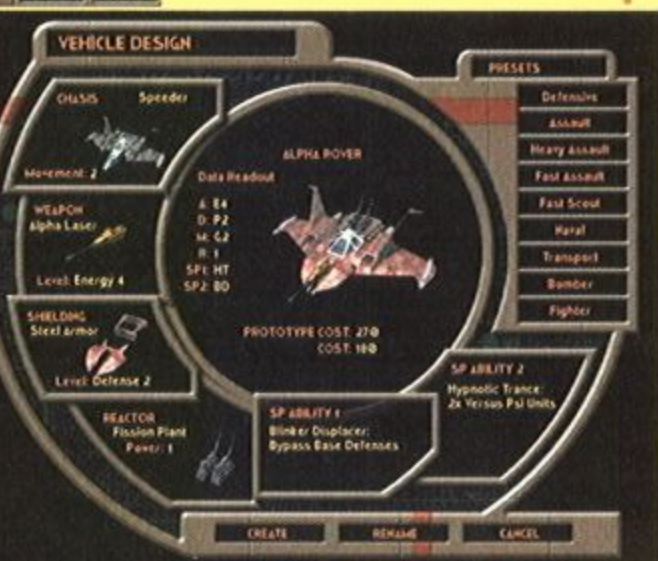 VEHICLE DESIGN
PRESETS
CHASIS Speeder
Movement: 2
WEAPON
Alpha Laser
Level: Energy 4
SHIELDING
Steel Armor
Level: Defense 2
REACTOR
Fission Plant
Power: 1
ALPHA ROVER
Data Readout
A: E4
D: P2
M: G2
R: 1
SP1: HT
SP2: BD
PROTOTYPE COST: 270
COST: 180
SP ABILITY 1
Blinker Displacer:
Bypass Base Defenses
SP ABILITY 2
Hypnotic Trance:
2x Versus Psi Units
Defensive
Assault
Heavy Assault
Fast Assault
Fast Scout
Naval
Transport
Bomber
Fighter
CREATE
RENAME
CANCEL